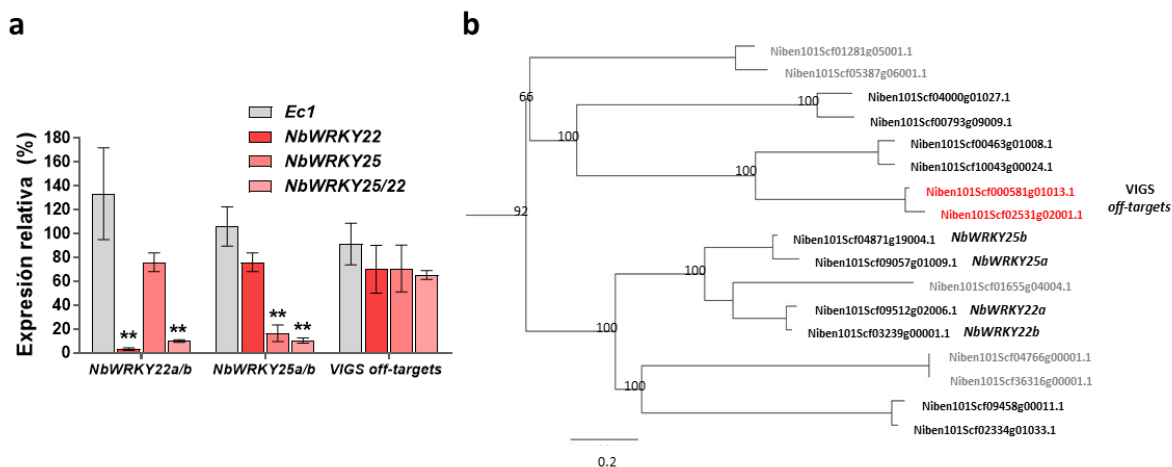 a
Ec1
NbWRKY22
NbWRKY25
NbWRKY25/22
Expresión relativa (%)
180
160
140
120
100
80
60
40
20
0
**
**
**
**
NbWRKY22a/b
NbWRKY25a/b
VIGS off-targets
b
Niben101Scf01281g05001.1
Niben101Scf05387g06001.1
66
100
Niben101Scf04000g01027.1
Niben101Scf00793g09009.1
100
Niben101Scf00463g01008.1
Niben101Scf10043g00024.1
100
Niben101Scf000581g01013.1
Niben101Scf02531g02001.1
VIGS
off-targets
92
Niben101Scf04871g19004.1 NbWRKY25b
Niben101Scf09057g01009.1 NbWRKY25a
100
Niben101Scf01655g04004.1
Niben101Scf09512g02006.1 NbWRKY22a
Niben101Scf03239g00001.1 NbWRKY22b
100
Niben101Scf04766g00001.1
Niben101Scf36316g00001.1
100
Niben101Scf09458g00011.1
Niben101Scf02334g01033.1
0.2